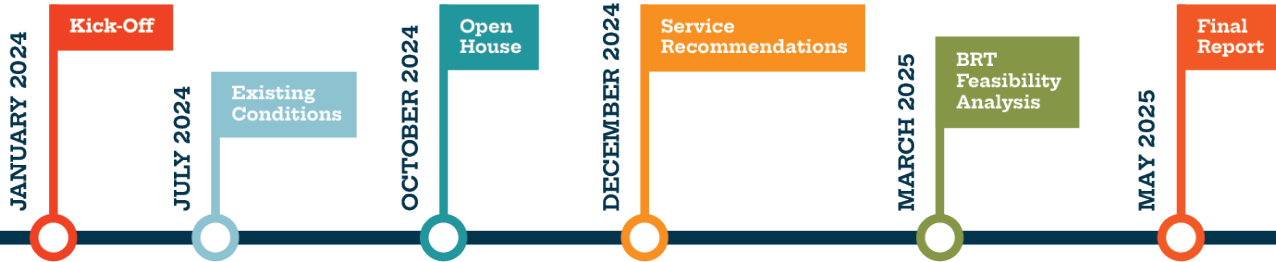 JANUARY 2024
Kick-Off
JULY 2024
Existing
Conditions
OCTOBER 2024
Open
House
DECEMBER 2024
Service
Recommendations
MARCH 2025
BRT
Feasibility
Analysis
MAY 2025
Final
Report